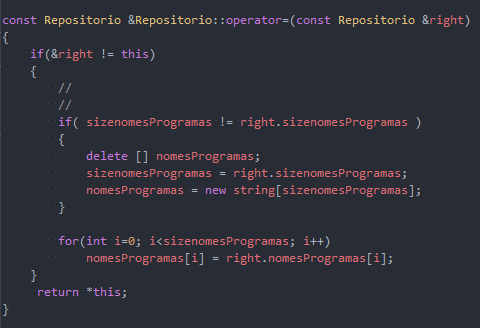 const Repositorio &Repositorio::operator=(const Repositorio &right)
{
    if(&right != this)
    {
        //
        //
        if( sizenomesProgramas != right.sizenomesProgramas )
        {
            delete [] nomesProgramas;
            sizenomesProgramas = right.sizenomesProgramas;
            nomesProgramas = new string[sizenomesProgramas];
        }

        for(int i=0; i<sizenomesProgramas; i++)
            nomesProgramas[i] = right.nomesProgramas[i];
    }
     return *this;
}